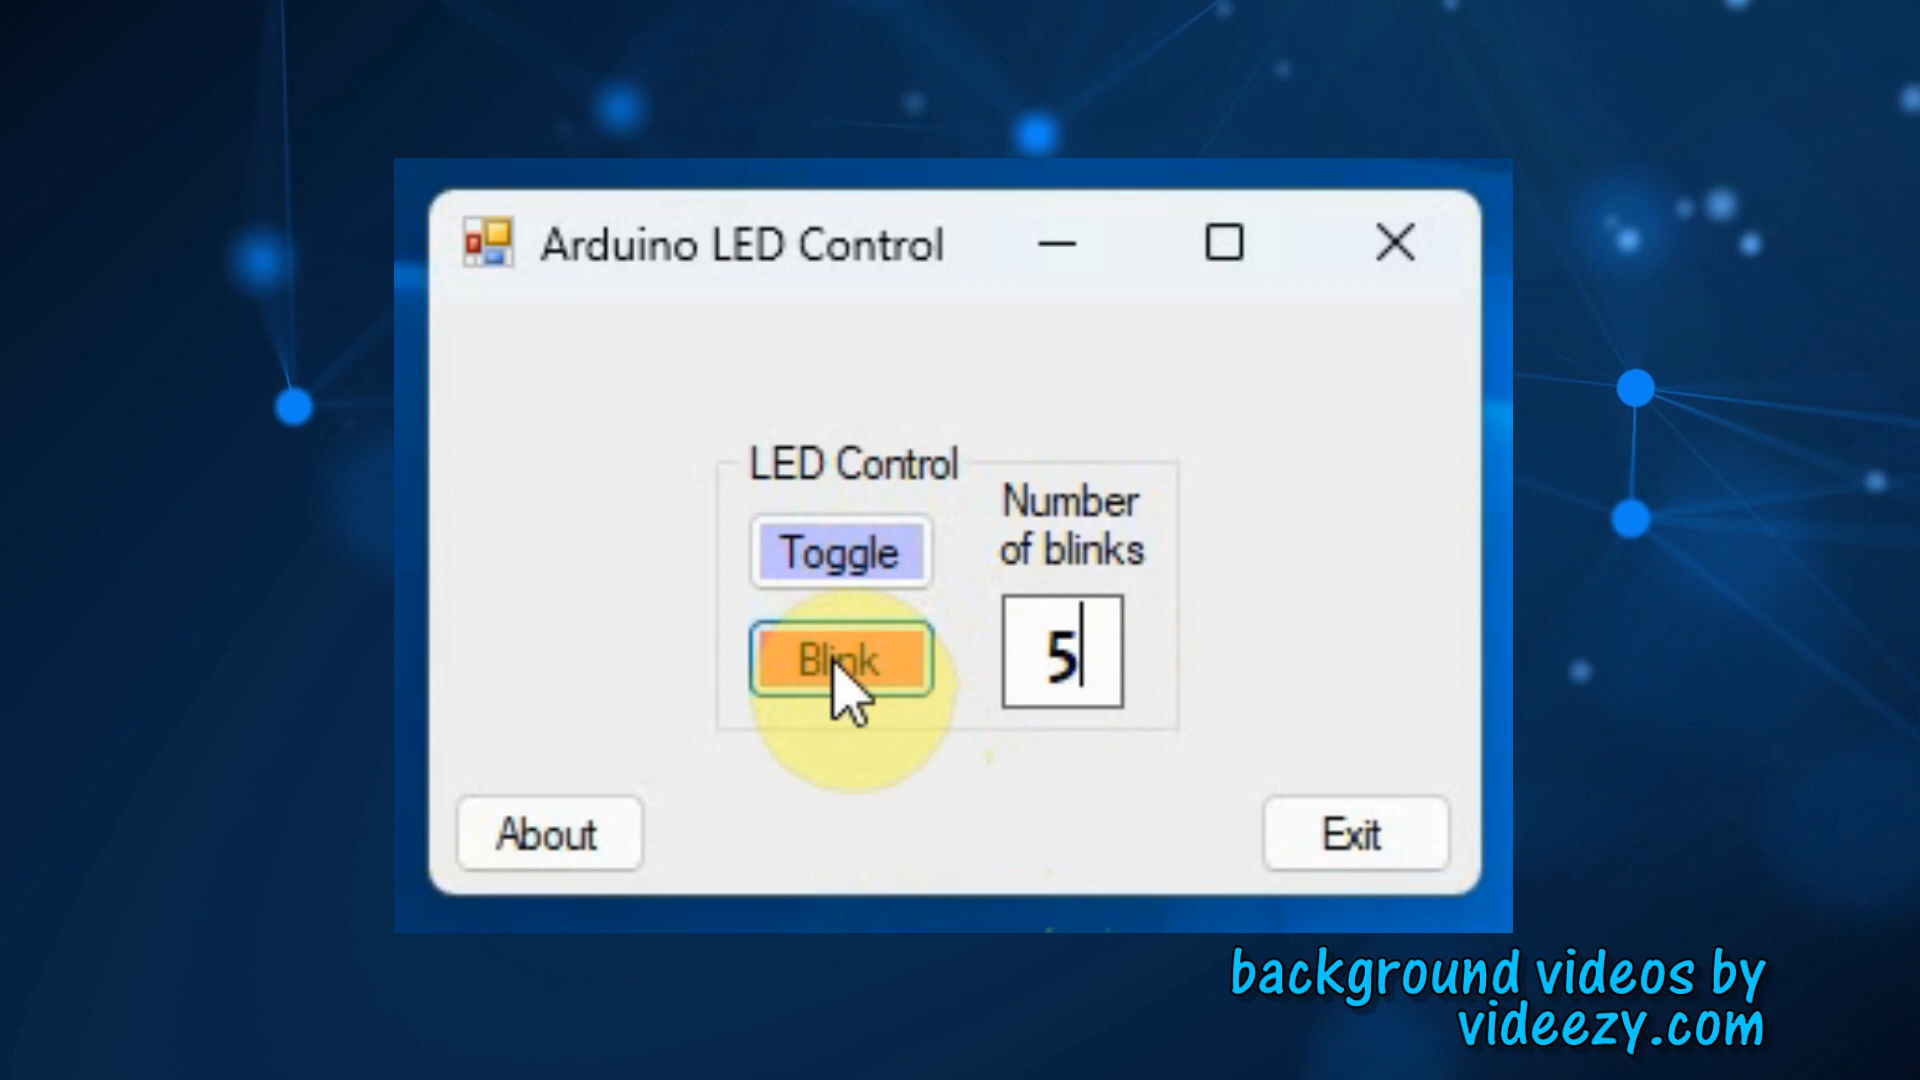 Arduino LED Control
LED Control
Number
of blinks
Toggle
Blink
5
About
Exit
background videos by
videezy.com